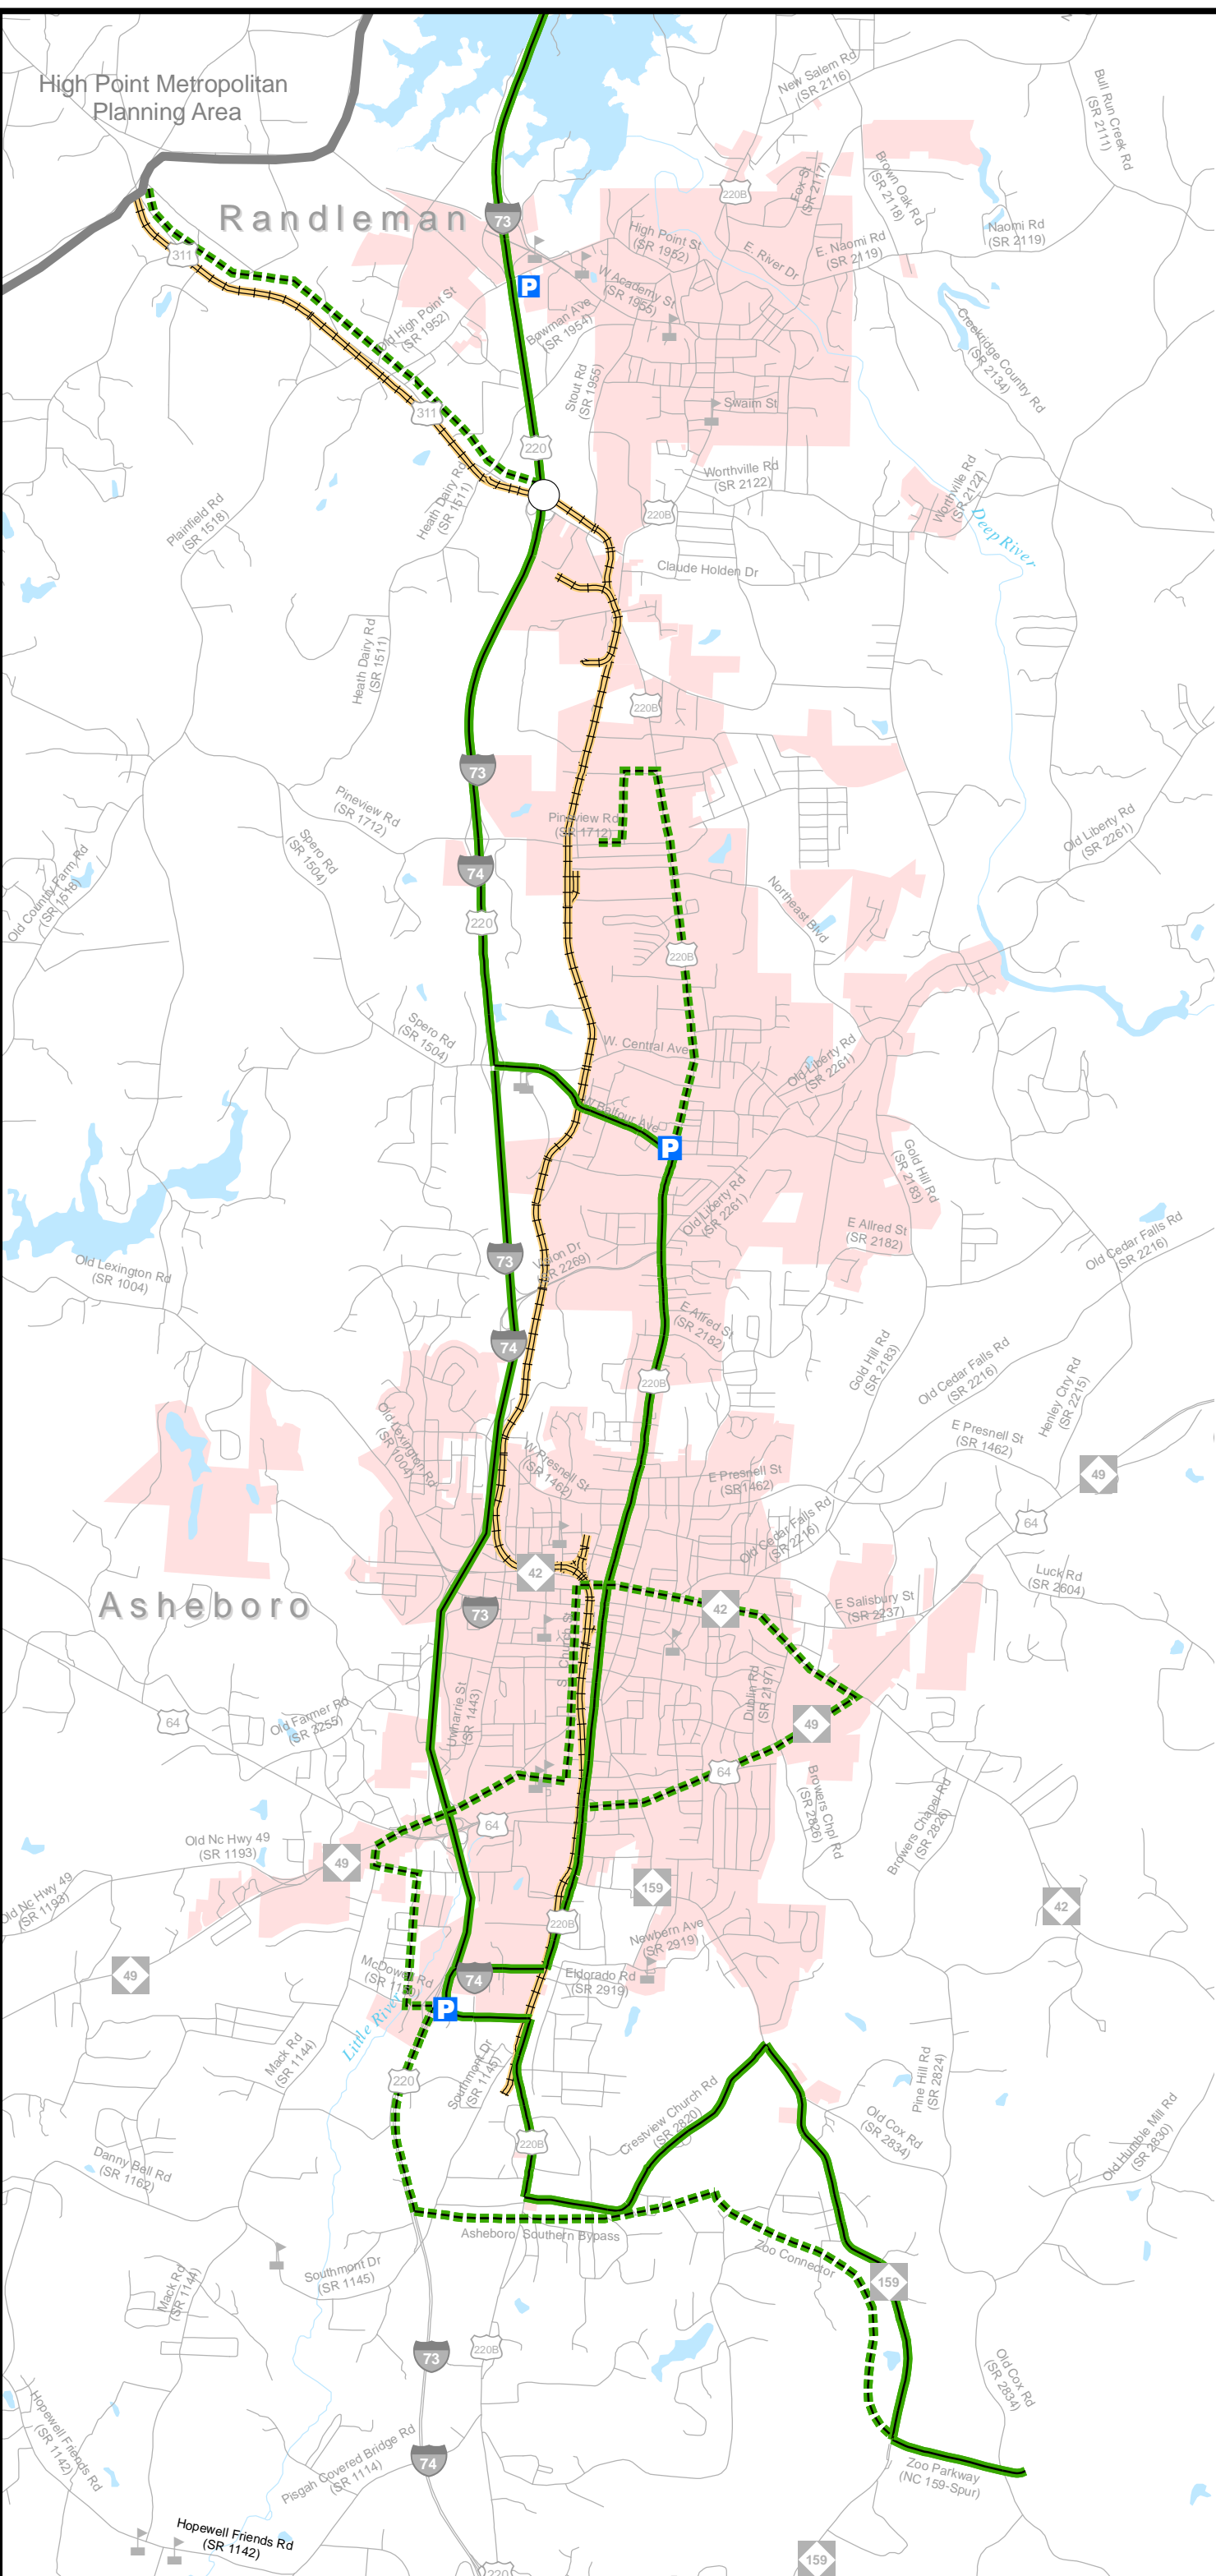 High Point Metropolitan
Planning Area
New Salem Rd
(SR 2116)
Bull Run Creek Rd
(SR 2111)
Randleman
73
220B
Fox St
(SR 2117)
Brown Oak Rd
(SR 2118)
Naomi Rd
(SR 2119)
311
High Point St
(SR 1952)
E. River Dr
E. Naomi Rd
(SR 2119)
P
W Academy St
(SR 1955)
Old High Point St
(SR 1952)
Bowman Ave
(SR 1954)
Creekridge Country Rd
(SR 2134)
Stout Rd
(SR 1955)
311
Swaim St
220
Heath Dairy Rd
(SR 1511)
Worthville Rd
(SR 2122)
Worthville Rd
(SR 2122)
Plainfield Rd
(SR 1518)
220B
Deep River
Claude Holden Dr
Heath Dairy Rd
(SR 1511)
220B
73
Pineview Rd
(SR 1712)
Pineview Rd
(SR 1712)
Old Liberty Rd
(SR 2261)
Spero Rd
(SR 1504)
Old County Farm Rd
(SR 1518)
74
220
Northeast Blvd
220B
Spero Rd
(SR 1504)
W. Central Ave
Old Liberty Rd
(SR 2261)
W Balfour Ave
P
Gold Hill Rd
(SR 2183)
Old Liberty Rd
(SR 2261)
E Allred St
(SR 2182)
Old Cedar Falls Rd
(SR 2216)
Old Lexington Rd
(SR 1004)
73
Vision Dr
(SR 2269)
74
E Allred St
(SR 2182)
Gold Hill Rd
(SR 2183)
Old Cedar Falls Rd
(SR 2216)
Henley Cntry Rd
(SR 2215)
220B
Old Lexington Rd
(SR 1004)
W Presnell St
(SR 1462)
E Presnell St
(SR 1462)
E Presnell St
(SR1462)
49
64
Old Cedar Falls Rd
(SR 2216)
42
Luck Rd
(SR 2604)
Asheboro
73
42
E Salisbury St
(SR 2237)
S. Church St
Dublin Rd
(SR 2197)
Uwharrie St
(SR 1443)
64
Old Farmer Rd
(SR 3255)
49
64
Browers Chpl Rd
(SR 2826)
Browers Chapel Rd
(SR 2826)
64
Old Nc Hwy 49
(SR 1193)
49
159
Old Nc Hwy 49
(SR 1193)
42
220B
Newbern Ave
(SR 2919)
49
McDowell Rd
74
Eldorado Rd
(SR 2919)
P
Little River
Mack Rd
(SR 1144)
Southmont Dr
(SR 1145)
220
Crestview Church Rd
(SR 2820)
Pine Hill Rd
(SR 2824)
Old Cox Rd
(SR 2834)
Old Humble Mill Rd
(SR 2830)
Danny Bell Rd
(SR 1162)
220B
Asheboro Southern Bypass
Zoo Connector
Southmont Dr
(SR 1145)
Mack Rd
(SR 1144)
159
73
220B
Old Cox Rd
(SR 2834)
Hopewell Friends Rd
(SR 1142)
Pisgah Covered Bridge Rd
(SR 1114)
74
Zoo Parkway
(NC 159-Spur)
Hopewell Friends Rd
(SR 1142)
159
220